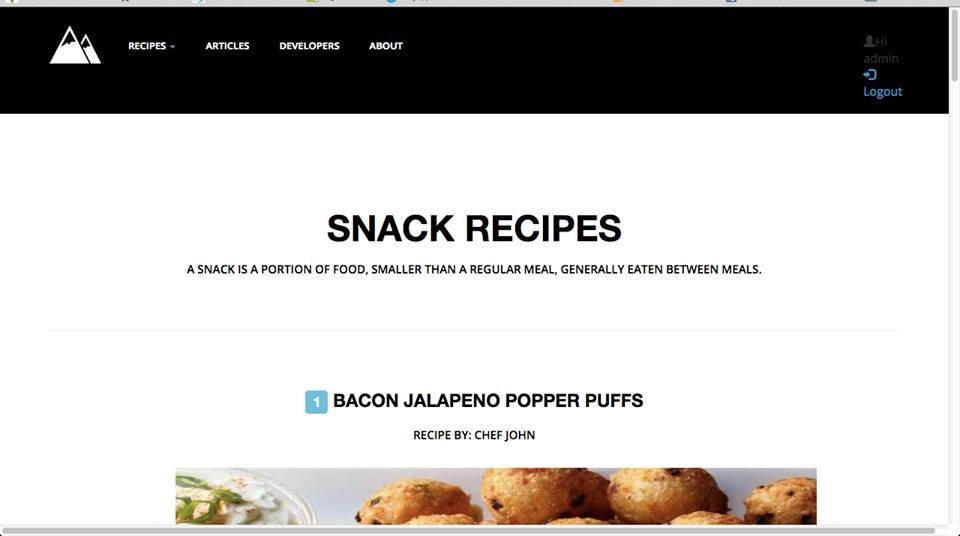 RECIPES
ARTICLES
DEVELOPERS
ABOUT
Hi
admin
Logout
SNACK RECIPES
A SNACK IS A PORTION OF FOOD, SMALLER THAN A REGULAR MEAL, GENERALLY EATEN BETWEEN MEALS.
1 BACON JALAPENO POPPER PUFFS
RECIPE BY: CHEF JOHN